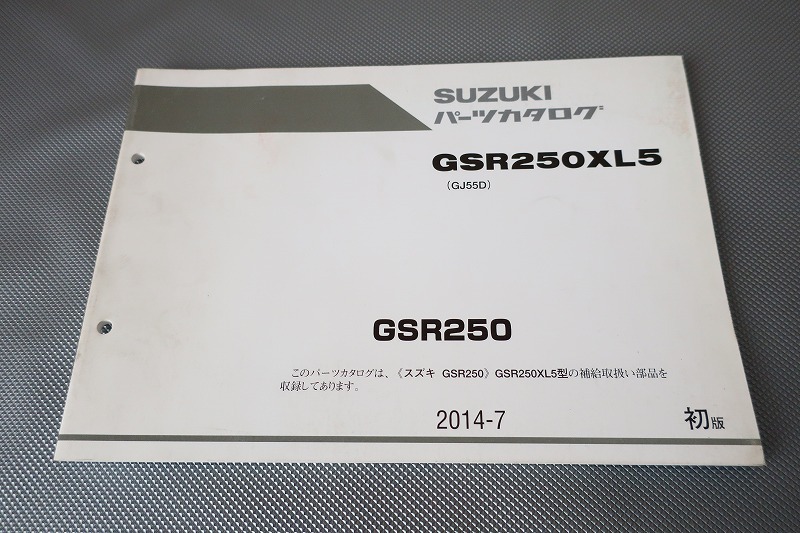 SUZUKI
パーツカタログ
GSR250XL5
(GJ55D)
GSR250
このパーツカタログは、《スズキ GSR250》GSR250XL5型の補給取扱い部品を
収録してあります。
2014-7
初版